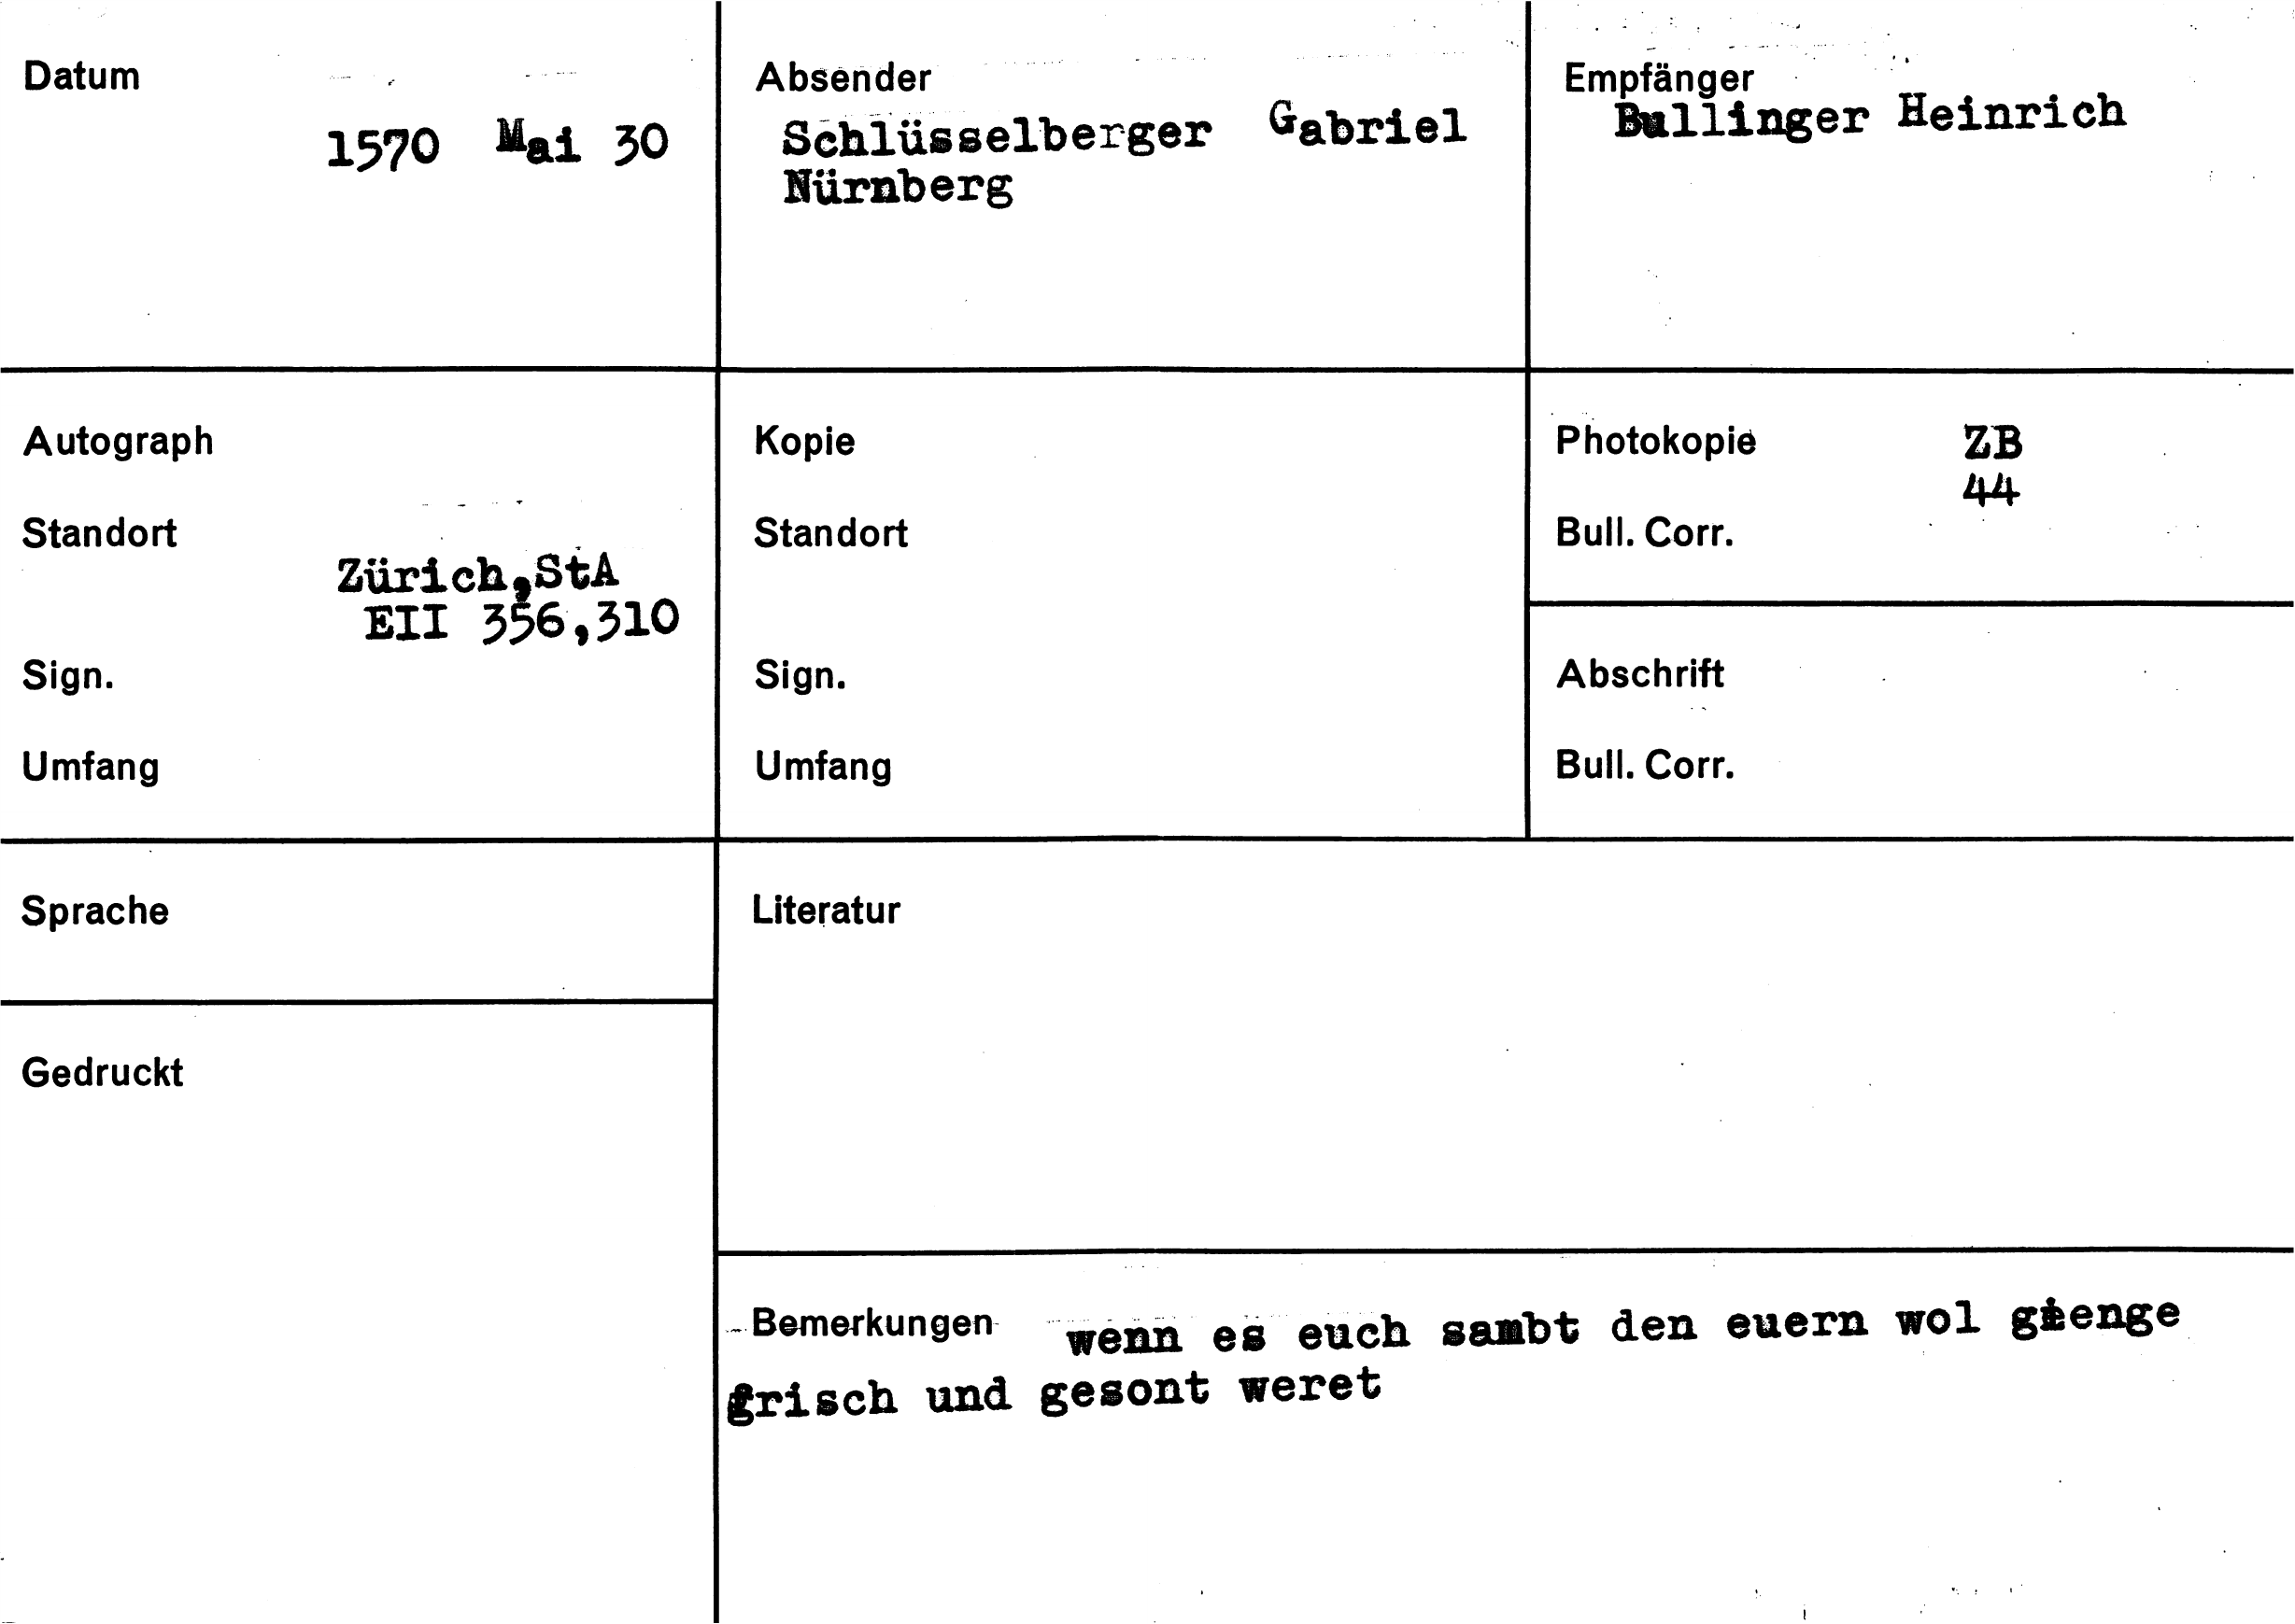 Datum
1570 Mai 30
Absender
Schlüsselberger Gabriel
Nürnberg
Empfänger
Bullinger Heinrich
Autograph
Standort
Zürich,StA
EII 356,310
Sign.
Umfang
Kopie
Standort
Sign.
Umfang
Photokopie ZB
44
Bull. Corr.
Abschrift
Bull. Corr.
Sprache
Gedruckt
Literatur
Bemerkungen wenn es euch sambt den euern wol gienge
frisch und gesont weret